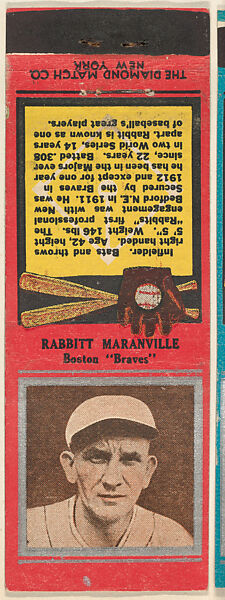 THE DIAMOND MATCH CO.
NEW YORK
Infielder. Bats and throws
right handed. Age 42, height
5' 5". Weight 146 lbs. The
"Rabbits" first professional
engagement was with New
Bedford N.E. in 1911. He was
Secured by the Braves in
1912 and except for one year
he has been in the Majors ever
since, 22 years. Batted .308
in two World Series, 14 years
apart. Rabbit is known as one
of baseball's great players.
RABBITT MARANVILLE
Boston "Braves"